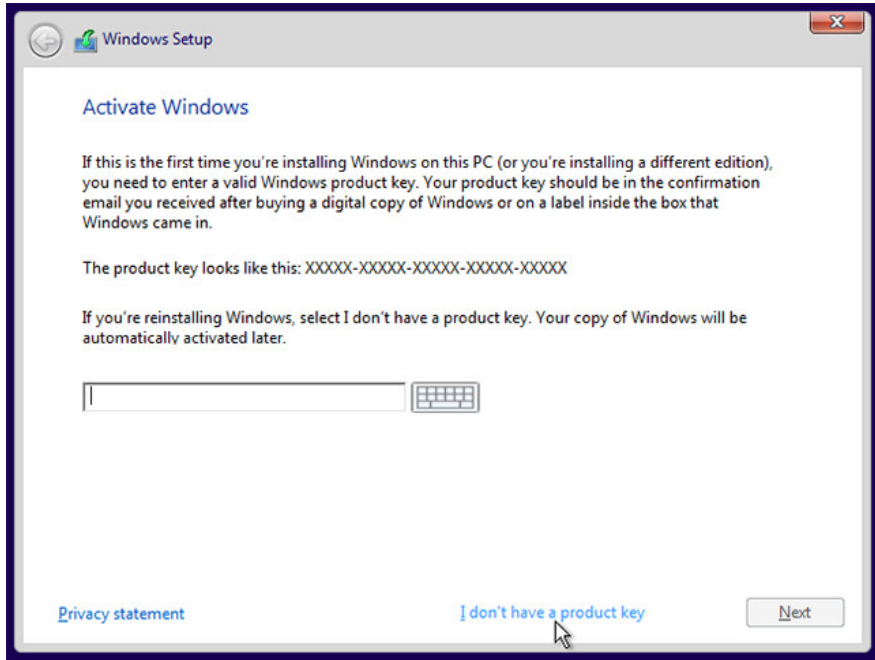 Windows Setup
Activate Windows
If this is the first time you're installing Windows on this PC (or you're installing a different edition),
you need to enter a valid Windows product key. Your product key should be in the confirmation
email you received after buying a digital copy of Windows or on a label inside the box that
Windows came in.
The product key looks like this: XXXXX-XXXXX-XXXXX-XXXXX-XXXXX
If you're reinstalling Windows, select I don't have a product key. Your copy of Windows will be
automatically activated later.
Privacy statement
I don't have a product key
Next